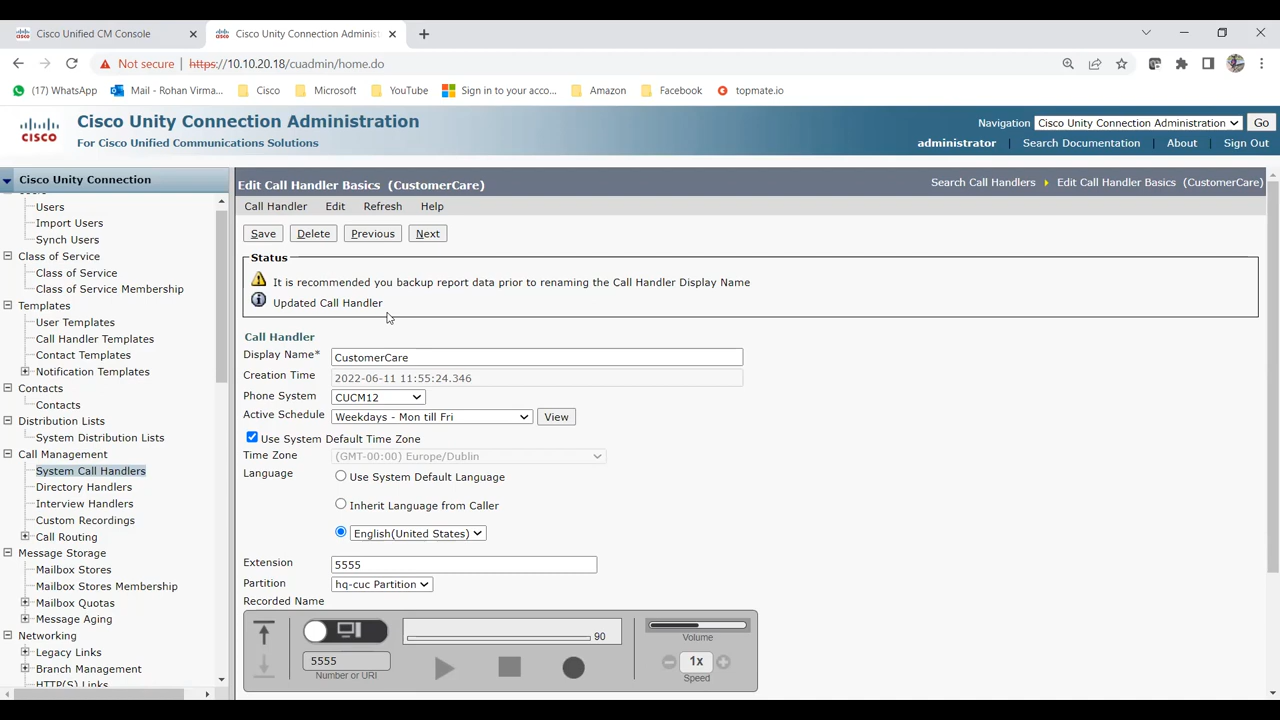 Cisco Unified CM Console
Cisco Unity Connection Administ
Not secure
https://10.10.20.18/cuadmin/home.do
(17) WhatsApp
Mail - Rohan Virma...
Cisco
Microsoft
YouTube
Sign in to your acco...
Amazon
Facebook
topmate.io
CISCO
Cisco Unity Connection Administration
For Cisco Unified Communications Solutions
Navigation Cisco Unity Connection Administration Go
administrator | Search Documentation | About | Sign Out
Cisco Unity Connection
Users
Import Users
Synch Users
Class of Service
Class of Service
Class of Service Membership
Templates
User Templates
Call Handler Templates
Contact Templates
Notification Templates
Contacts
Contacts
Distribution Lists
System Distribution Lists
Call Management
System Call Handlers
Directory Handlers
Interview Handlers
Custom Recordings
Call Routing
Message Storage
Mailbox Stores
Mailbox Stores Membership
Mailbox Quotas
Message Aging
Networking
Legacy Links
Branch Management
HTTP(S) Links
Edit Call Handler Basics (CustomerCare)
Search Call Handlers
Edit Call Handler Basics (CustomerCare)
Call Handler Edit Refresh Help
Save Delete Previous Next
Status
It is recommended you backup report data prior to renaming the Call Handler Display Name
Updated Call Handler
Call Handler
Display Name* CustomerCare
Creation Time 2022-06-11 11:55:24.346
Phone System CUCM12
Active Schedule Weekdays - Mon till Fri View
Use System Default Time Zone
Time Zone (GMT-00:00) Europe/Dublin
Language Use System Default Language
Inherit Language from Caller
English(United States)
Extension 5555
Partition hq-cuc Partition
Recorded Name
90
5555
Number or URI
Volume
1x
Speed